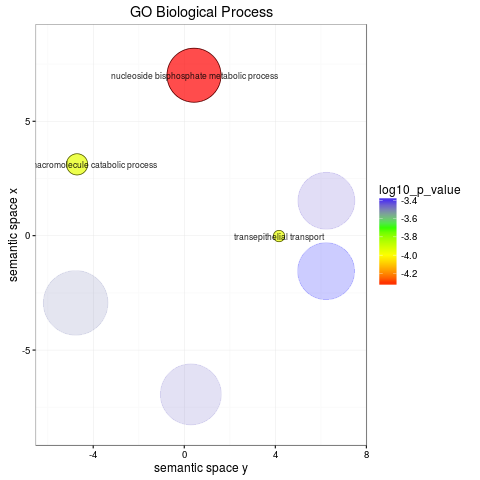 GO Biological Process
nucleoside bisphosphate metabolic process
acromolecule catabolic process
transepithelial transport
semantic space x
5
0
-5
-4
0
4
8
semantic space y
log10_p_value
-3.4
-3.6
-3.8
-4.0
-4.2